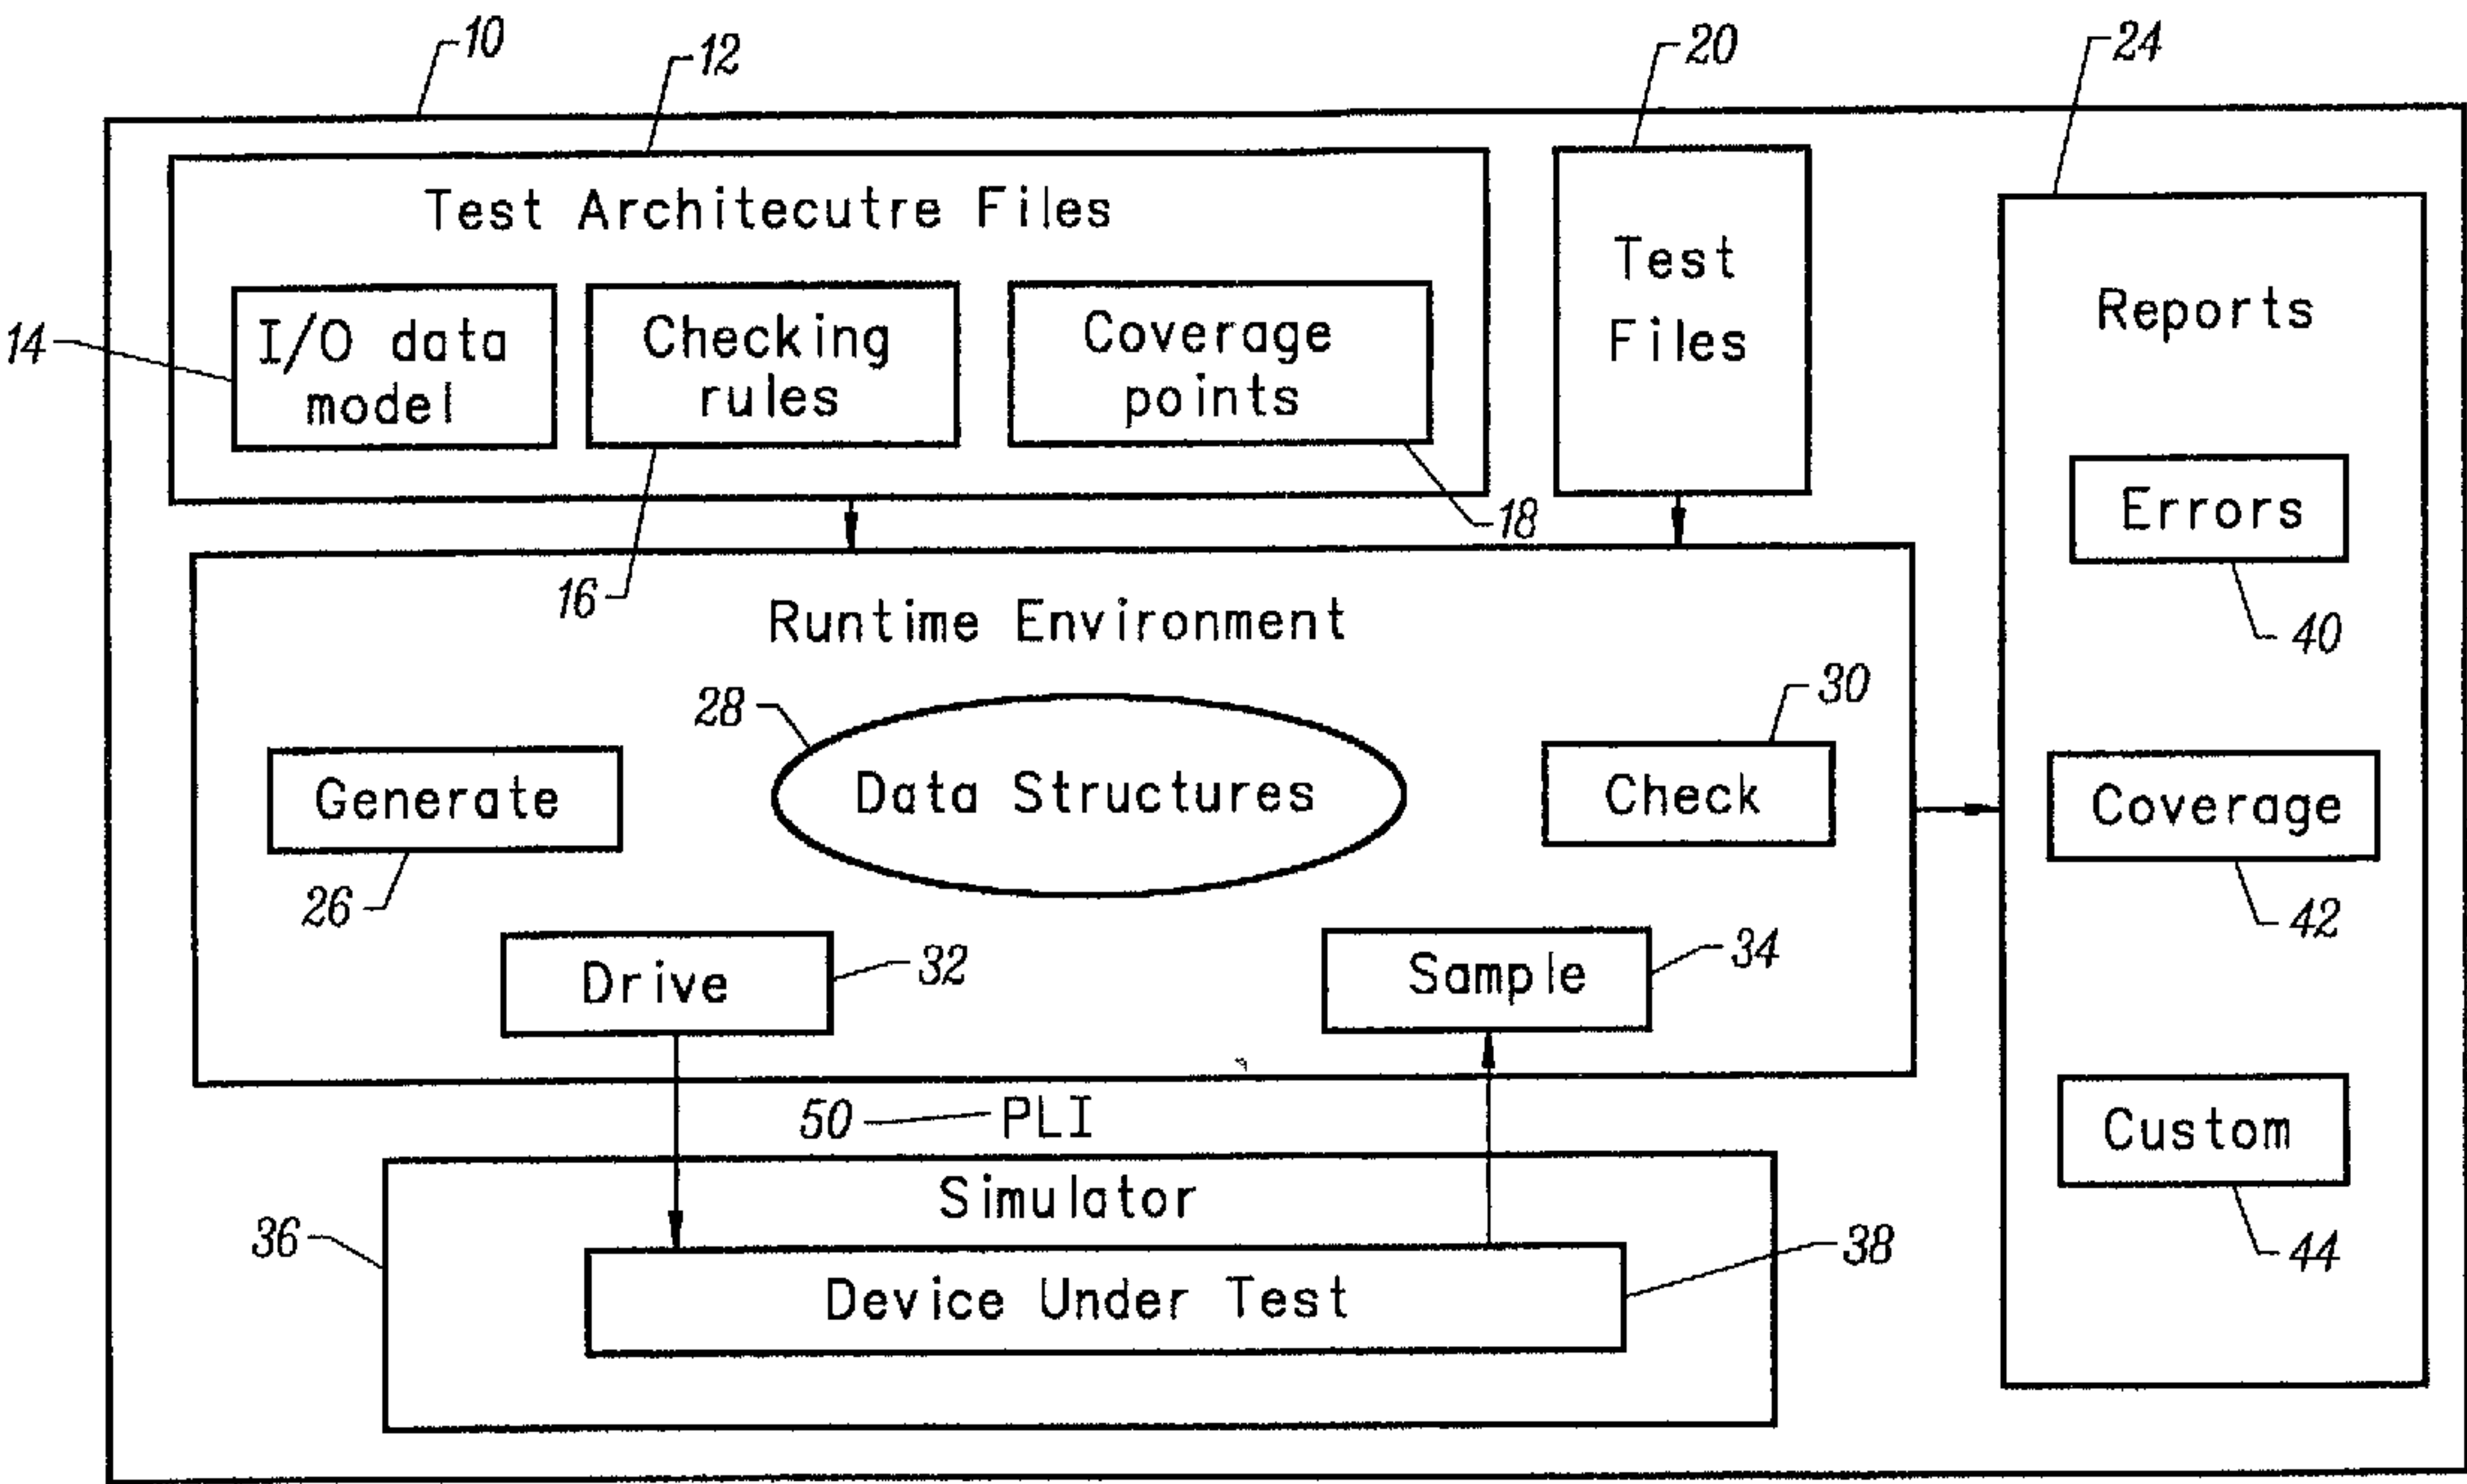 10
12
20
24
Test Architecutre Files
Test
Files
Reports
14
I/O data
model
Checking
rules
Coverage
points
16
18
Errors
40
Runtime Environment
28
30
Generate
Data Structures
Check
Coverage
26
42
Drive
32
Sample
34
50
PLI
Custom
44
36
Simulator
38
Device Under Test